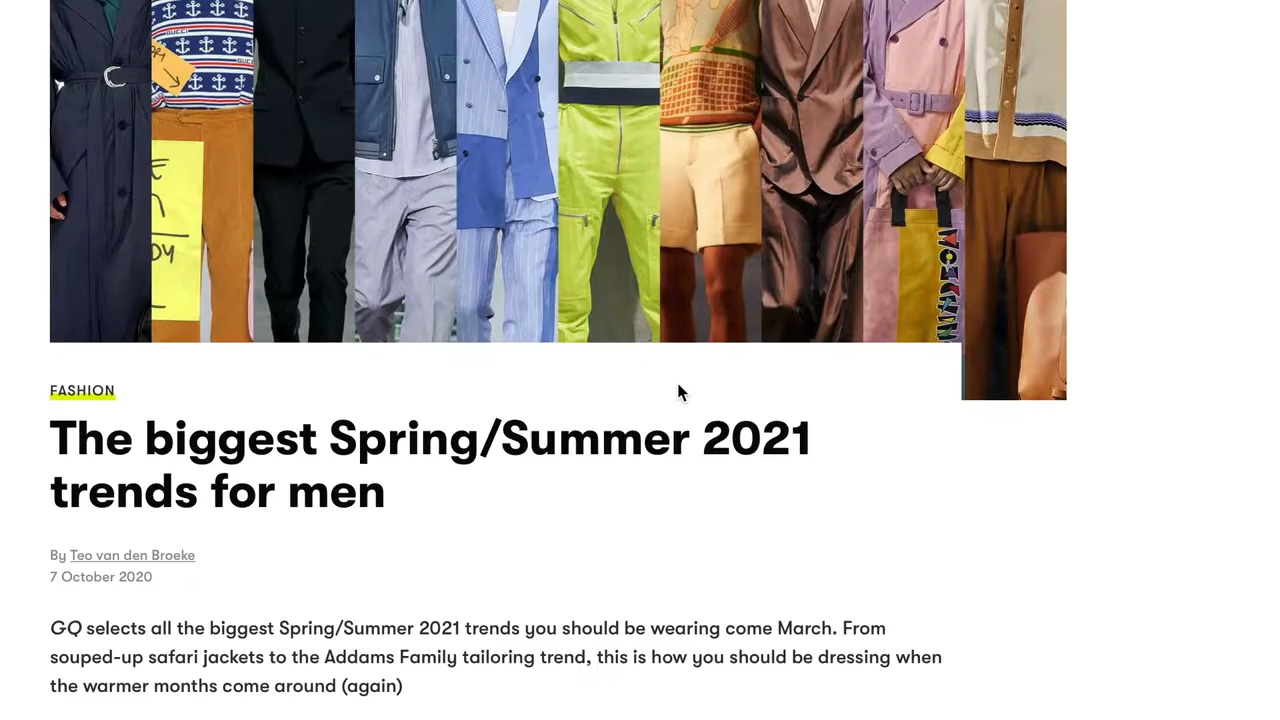 GUCCI
GUCCI
FASHION
The biggest Spring/Summer 2021
trends for men
By Teo van den Broeke
7 October 2020
GQ selects all the biggest Spring/Summer 2021 trends you should be wearing come March. From
souped-up safari jackets to the Addams Family tailoring trend, this is how you should be dressing when
the warmer months come around (again)